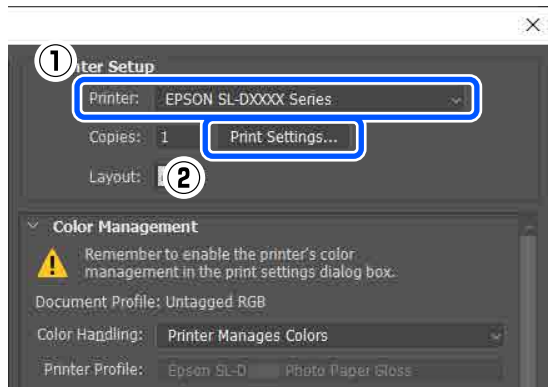 ①
Printer Setup
Printer: EPSON SL-DXXXX Series
Copies: 1 Print Settings...
Layout: ②
Color Management
Remember to enable the printer's color
management in the print settings dialog box.
Document Profile: Untagged RGB
Color Handling: Printer Manages Colors
Printer Profile: Epson SL-D Photo Paper Gloss